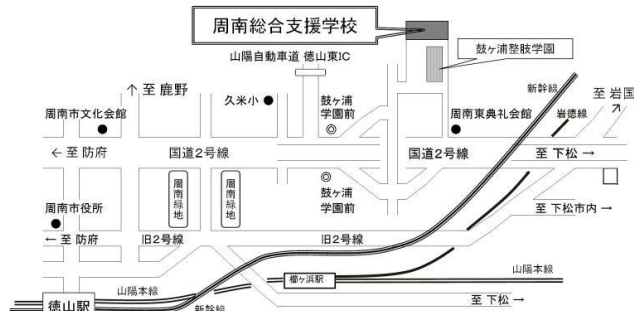 周南総合支援学校
山陽自動車道 徳山東IC
鼓ヶ浦整肢学園
新幹線
至 鹿野
久米小
鼓ヶ浦
学園前
周南市文化会館
周南東典礼会館
岩徳線
至 岩国
← 至 防府
国道2号線
国道2号線
至 下松 →
周南緑地
周南緑地
鼓ヶ浦
学園前
周南市役所
至 下松市内
← 至 防府
旧2号線
旧2号線
山陽本線
櫛ヶ浜駅
山陽本線
徳山駅
新幹線
至 下松 →